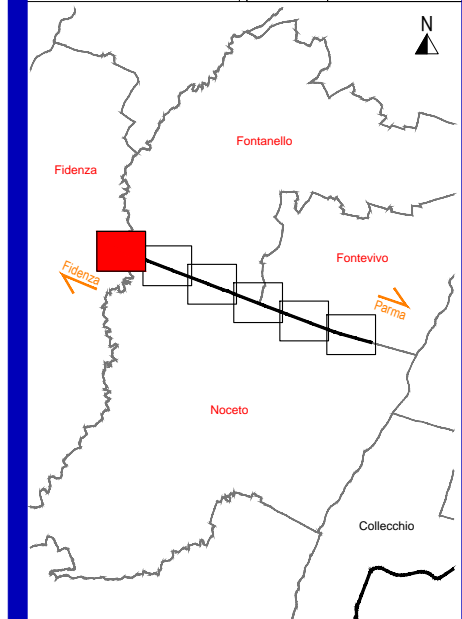 N
Fontanello
Fidenza
Fontevivo
Fidenza
Parma
Noceto
Collecchio